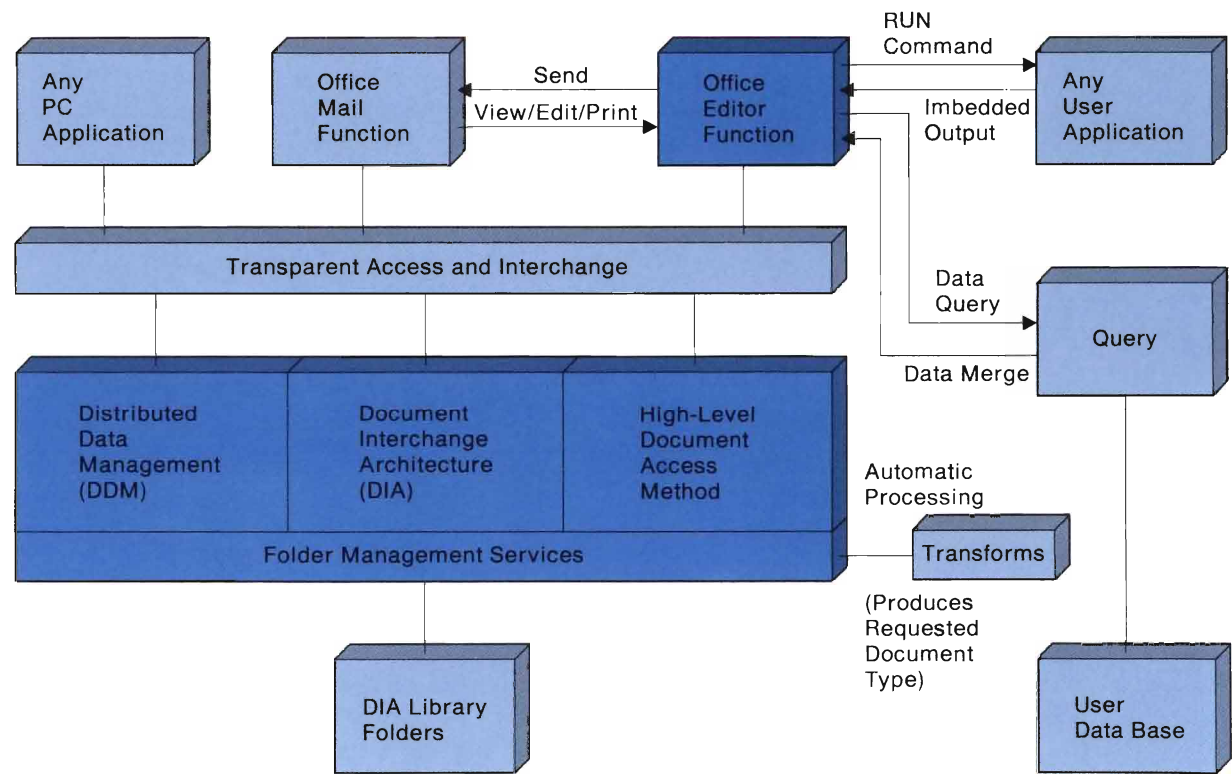 Any
PC
Application
Office
Mail
Function
Send
View/Edit/Print
Office
Editor
Function
RUN
Command
Imbedded
Output
Any
User
Application
Transparent Access and Interchange
Data
Query
Data Merge
Query
Distributed
Data
Management
(DDM)
Document
Interchange
Architecture
(DIA)
High-Level
Document
Access
Method
Folder Management Services
Automatic
Processing
Transforms
(Produces
Requested
Document
Type)
DIA Library
Folders
User
Data Base